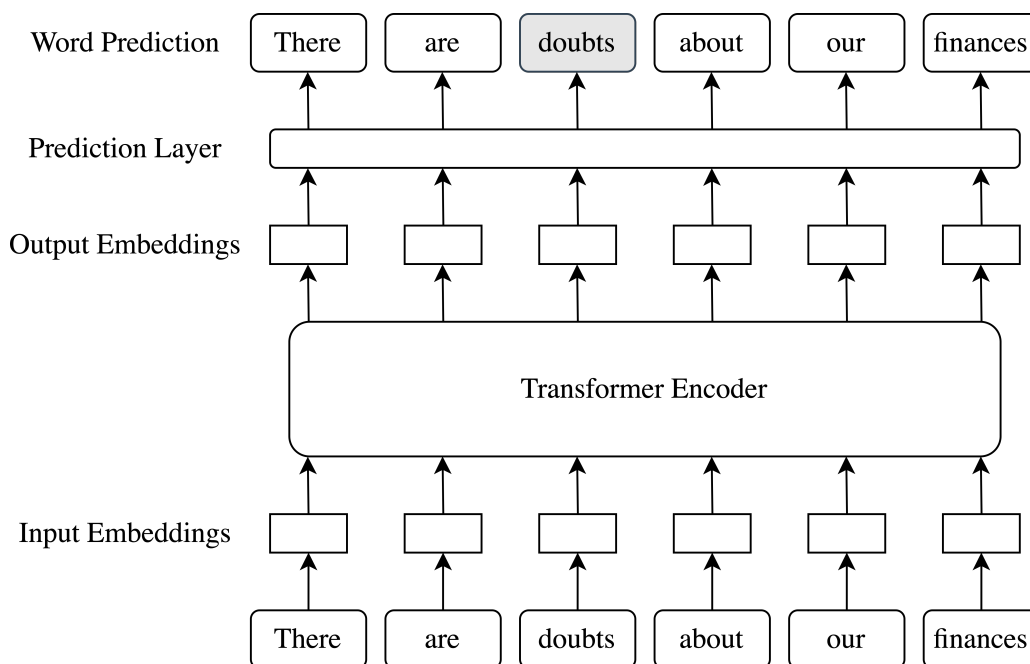 Word Prediction There are doubts about our finances
Prediction Layer
Output Embeddings
Transformer Encoder
Input Embeddings
There are doubts about our finances